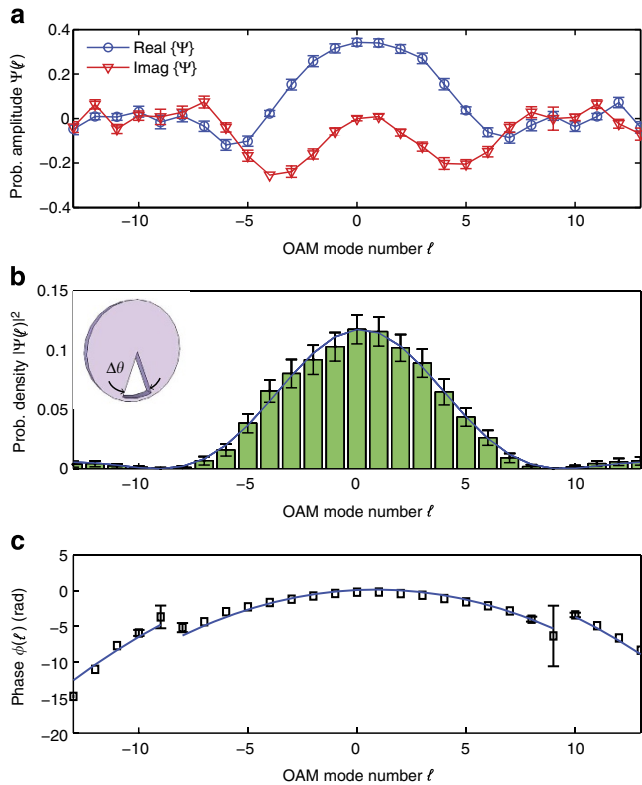 a
Prob. amplitude Ψ(ℓ)
0.4
0.2
0
−0.2
−0.4
Real {Ψ}
Imag {Ψ}
−10
−5
0
5
10
OAM mode number ℓ
b
Prob. density |Ψ(ℓ)|²
0.15
0.1
0.05
0
Δθ
−10
−5
0
5
10
OAM mode number ℓ
c
Phase ϕ(ℓ) (rad)
5
0
−5
−10
−15
−20
−10
−5
0
5
10
OAM mode number ℓ